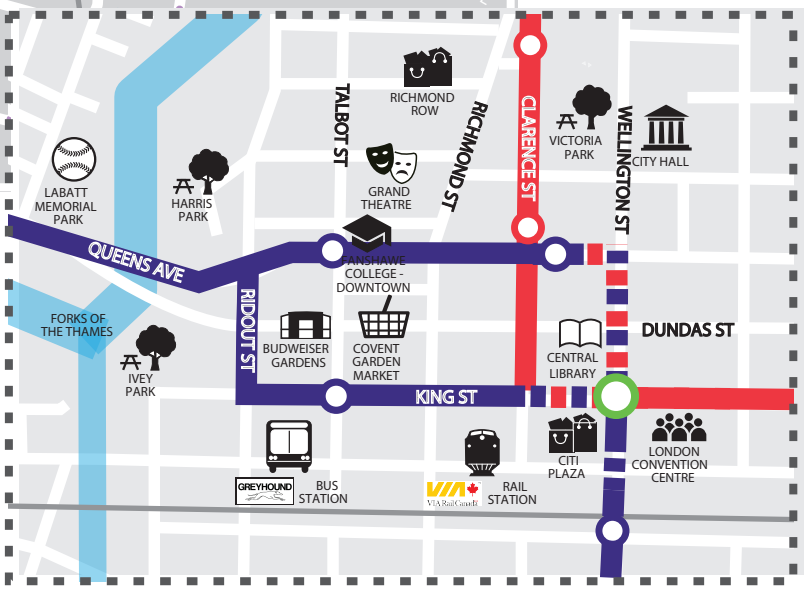 RICHMOND
ROW
TALBOT ST
RICHMOND ST
CLARENCE ST
VICTORIA
PARK
WELLINGTON ST
CITY HALL
LABATT
MEMORIAL
PARK
HARRIS
PARK
GRAND
THEATRE
QUEENS AVE
FANSHAWE
COLLEGE -
DOWNTOWN
FORKS OF
THE THAMES
RIDOUT ST
BUDWEISER
GARDENS
COVENT
GARDEN
MARKET
DUNDAS ST
CENTRAL
LIBRARY
IVEY
PARK
KING ST
CITI
PLAZA
LONDON
CONVENTION
CENTRE
GREYHOUND
BUS
STATION
VIA
VIA Rail Canada
RAIL
STATION